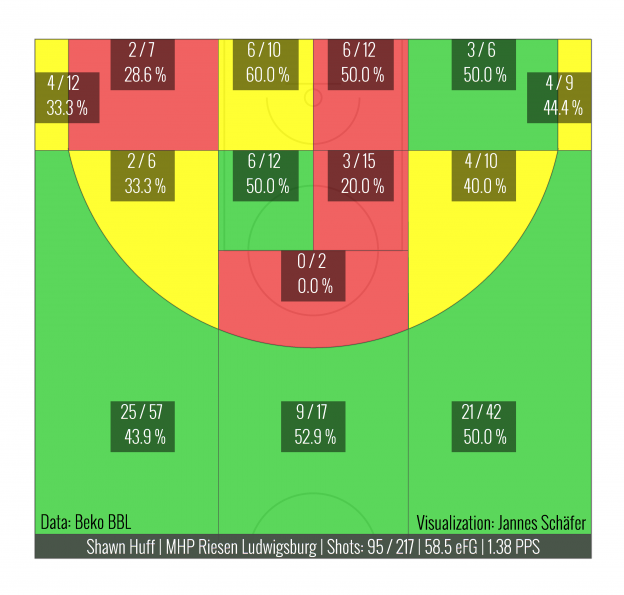 2 / 7
28.6 %
6 / 10
60.0 %
6 / 12
50.0 %
3 / 6
50.0 %
4 / 12
33.3 %
4 / 9
44.4 %
2 / 6
33.3 %
6 / 12
50.0 %
3 / 15
20.0 %
4 / 10
40.0 %
0 / 2
0.0 %
25 / 57
43.9 %
9 / 17
52.9 %
21 / 42
50.0 %
Data: Beko BBL
Visualization: Jannes Schäfer
Shawn Huff | MHP Riesen Ludwigsburg | Shots: 95 / 217 | 58.5 eFG | 1.38 PPS